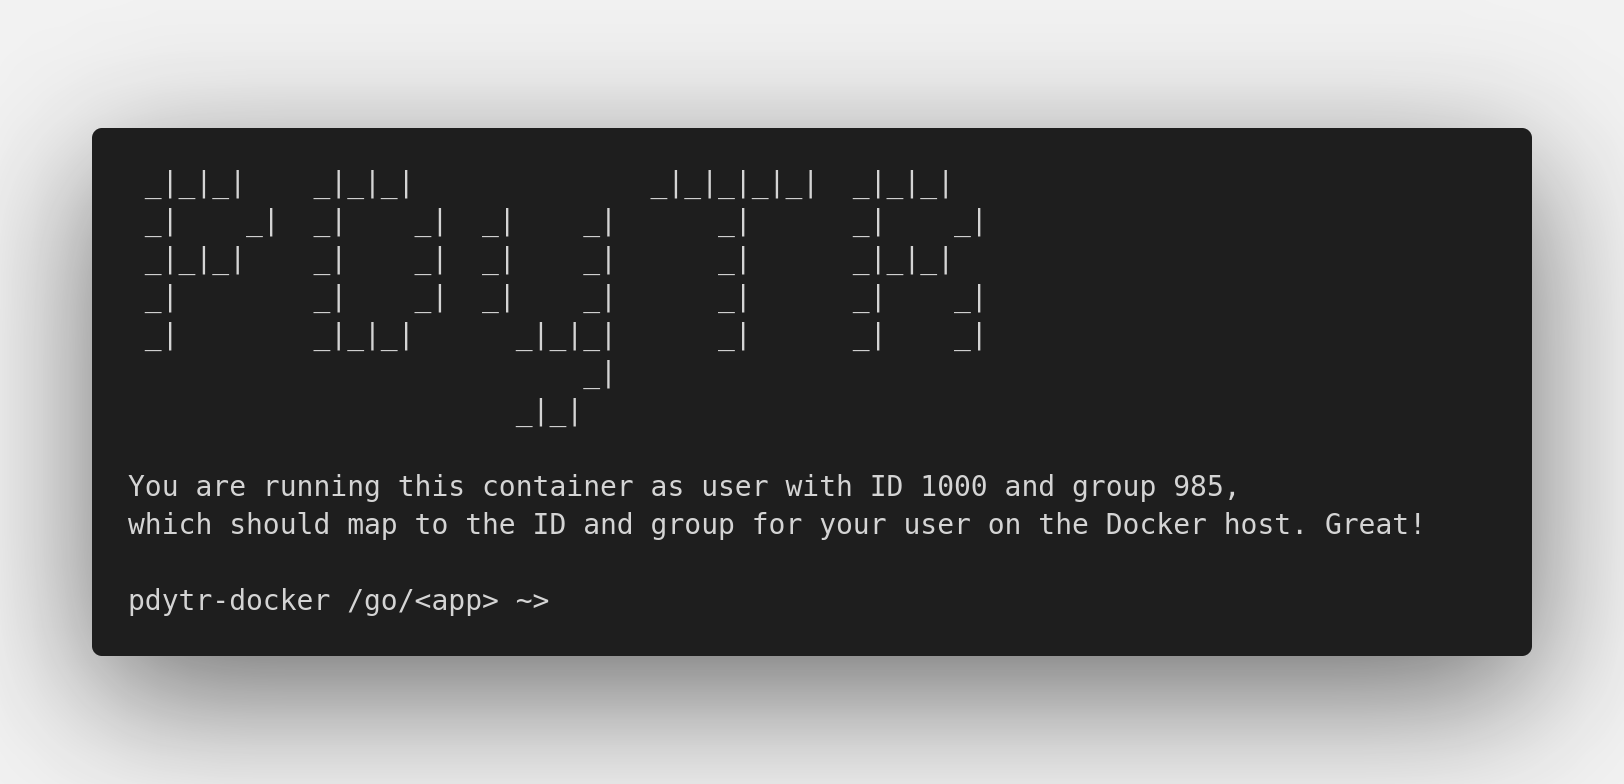 _|_|_|    _|_|_|              _|_|_|_|_|  _|_|_|
 _|    _|  _|    _|  _|    _|      _|      _|    _|
 _|_|_|    _|    _|  _|    _|      _|      _|_|_|
 _|        _|    _|  _|    _|      _|      _|    _|
 _|        _|_|_|      _|_|_|      _|      _|    _|
                           _|
                       _|_|
You are running this container as user with ID 1000 and group 985,
which should map to the ID and group for your user on the Docker host. Great!
pdytr-docker /go/<app> ~>